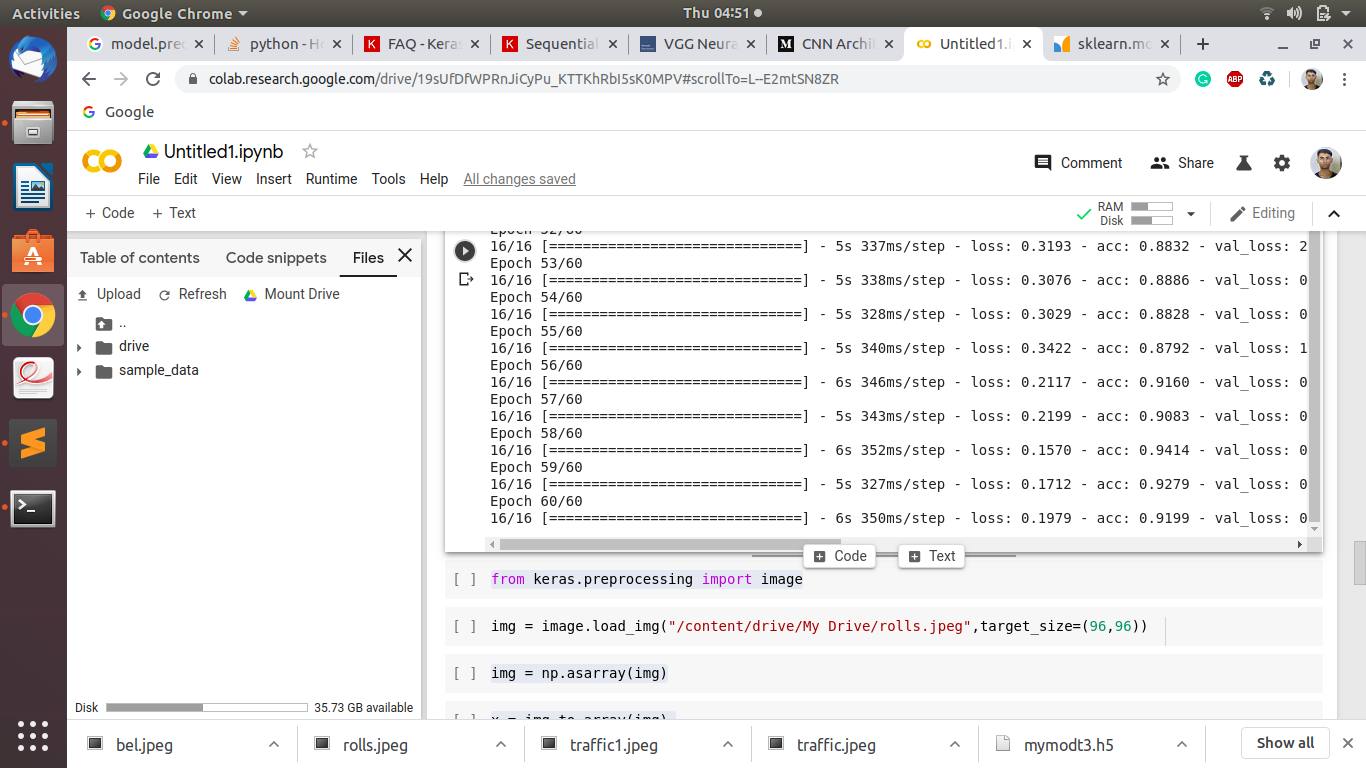 Activities Google Chrome Thu 04:51
model.pred python - Ho FAQ - Keras Sequential VGG Neura CNN Archit Untitled1.i sklearn.mo
colab.research.google.com/drive/19sUfDfWPRnJiCyPu_KTTKhRbI5sK0MPV#scrollTo=L--E2mtSN8ZR
ABP
Google
Untitled1.ipynb
Comment Share
File Edit View Insert Runtime Tools Help All changes saved
+ Code + Text RAM Disk Editing
Table of contents Code snippets Files
Upload Refresh Mount Drive
..
drive
sample_data
Disk 35.73 GB available
Epoch 52/60
16/16 [==============================] - 5s 337ms/step - loss: 0.3193 - acc: 0.8832 - val_loss: 2
Epoch 53/60
16/16 [==============================] - 5s 338ms/step - loss: 0.3076 - acc: 0.8886 - val_loss: 0
Epoch 54/60
16/16 [==============================] - 5s 328ms/step - loss: 0.3029 - acc: 0.8828 - val_loss: 0
Epoch 55/60
16/16 [==============================] - 5s 340ms/step - loss: 0.3422 - acc: 0.8792 - val_loss: 1
Epoch 56/60
16/16 [==============================] - 6s 346ms/step - loss: 0.2117 - acc: 0.9160 - val_loss: 0
Epoch 57/60
16/16 [==============================] - 5s 343ms/step - loss: 0.2199 - acc: 0.9083 - val_loss: 0
Epoch 58/60
16/16 [==============================] - 6s 352ms/step - loss: 0.1570 - acc: 0.9414 - val_loss: 0
Epoch 59/60
16/16 [==============================] - 5s 327ms/step - loss: 0.1712 - acc: 0.9279 - val_loss: 0
Epoch 60/60
16/16 [==============================] - 6s 350ms/step - loss: 0.1979 - acc: 0.9199 - val_loss: 0
Code Text
[ ] from keras.preprocessing import image
[ ] img = image.load_img("/content/drive/My Drive/rolls.jpeg",target_size=(96,96))
[ ] img = np.asarray(img)
bel.jpeg rolls.jpeg traffic1.jpeg traffic.jpeg mymodt3.h5 Show all